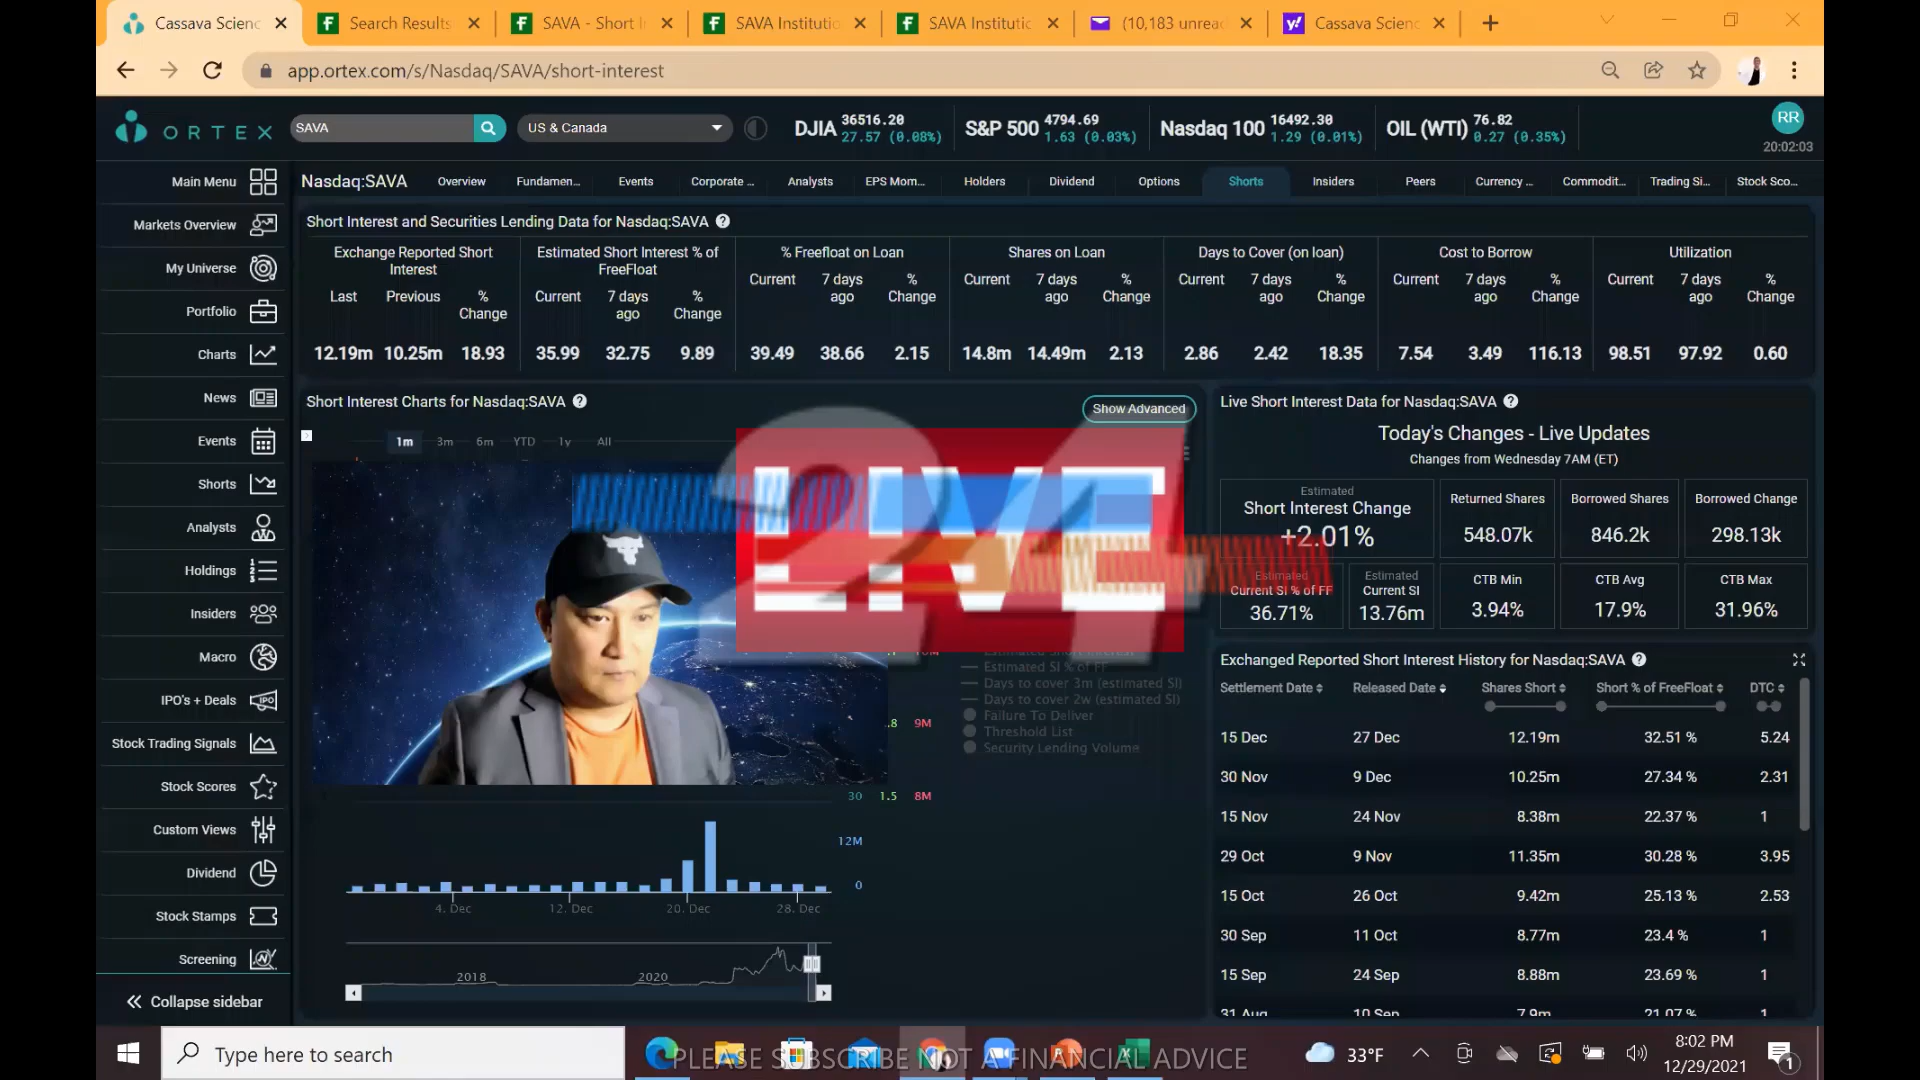 Cassava Scienc
Search Results
SAVA - Short I
SAVA Institutio
SAVA Institutic
(10,183 unrea
Cassava Scienc
app.ortex.com/s/Nasdaq/SAVA/short-interest
ORTEX
SAVA
US & Canada
DJIA 36516.20 27.57 (0.08%)
S&P 500 4794.69 1.63 (0.03%)
Nasdaq 100 16492.30 1.29 (0.01%)
OIL (WTI) 76.82 0.27 (0.35%)
RR
20:02:03
Main Menu
Markets Overview
My Universe
Portfolio
Charts
News
Events
Shorts
Analysts
Holdings
Insiders
Macro
IPO's + Deals
Stock Trading Signals
Stock Scores
Custom Views
Dividend
Stock Stamps
Screening
Collapse sidebar
Nasdaq:SAVA
Overview Fundamen... Events Corporate ... Analysts EPS Mom... Holders Dividend Options Shorts Insiders Peers Currency ... Commodit... Trading Si... Stock Sco...
Short Interest and Securities Lending Data for Nasdaq:SAVA
Exchange Reported Short Interest
Last Previous % Change
12.19m 10.25m 18.93
Estimated Short Interest % of FreeFloat
Current 7 days ago % Change
35.99 32.75 9.89
% Freefloat on Loan
Current 7 days ago % Change
39.49 38.66 2.15
Shares on Loan
Current 7 days ago % Change
14.8m 14.49m 2.13
Days to Cover (on loan)
Current 7 days ago % Change
2.86 2.42 18.35
Cost to Borrow
Current 7 days ago % Change
7.54 3.49 116.13
Utilization
Current 7 days ago % Change
98.51 97.92 0.60
Short Interest Charts for Nasdaq:SAVA
Show Advanced
1m 3m 6m YTD 1y All
LIVE
24
Estimated SI % of FF
Days to cover 3m (estimated SI)
Days to cover 2w (estimated SI)
Failure To Deliver
Threshold List
Security Lending Volume
.8 9M
30 1.5 8M
12M
0
4. Dec 12. Dec 20. Dec 28. Dec
2018 2020
Live Short Interest Data for Nasdaq:SAVA
Today's Changes - Live Updates
Changes from Wednesday 7AM (ET)
Estimated
Short Interest Change
+2.01%
Returned Shares
548.07k
Borrowed Shares
846.2k
Borrowed Change
298.13k
Estimated
Current SI % of FF
36.71%
Estimated
Current SI
13.76m
CTB Min
3.94%
CTB Avg
17.9%
CTB Max
31.96%
Exchanged Reported Short Interest History for Nasdaq:SAVA
Settlement Date Released Date Shares Short Short % of FreeFloat DTC
15 Dec 27 Dec 12.19m 32.51 % 5.24
30 Nov 9 Dec 10.25m 27.34 % 2.31
15 Nov 24 Nov 8.38m 22.37 % 1
29 Oct 9 Nov 11.35m 30.28 % 3.95
15 Oct 26 Oct 9.42m 25.13 % 2.53
30 Sep 11 Oct 8.77m 23.4 % 1
15 Sep 24 Sep 8.88m 23.69 % 1
31 Aug 10 Sep 7.9m 21.07 % 1
Type here to search
PLEASE SUBSCRIBE NOT A FINANCIAL ADVICE
33°F
8:02 PM
12/29/2021
1